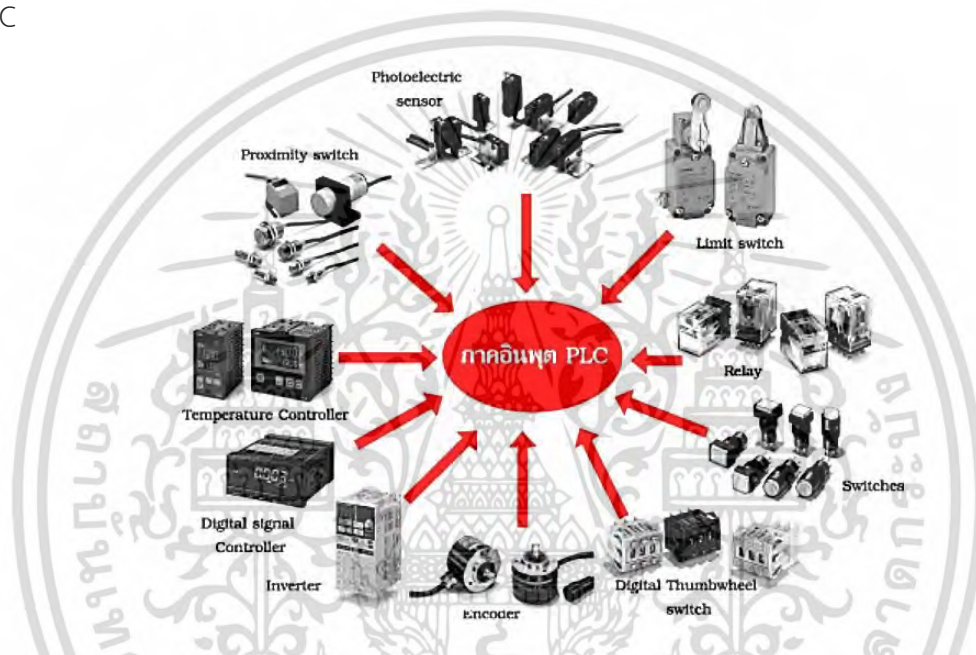 C
Photoelectric
sensor
Proximity switch
Limit switch
ภาคอินพุต PLC
Relay
Temperature Controller
Switches
Digital signal
Controller
Inverter
Encoder
Digital Thumbwheel
switch